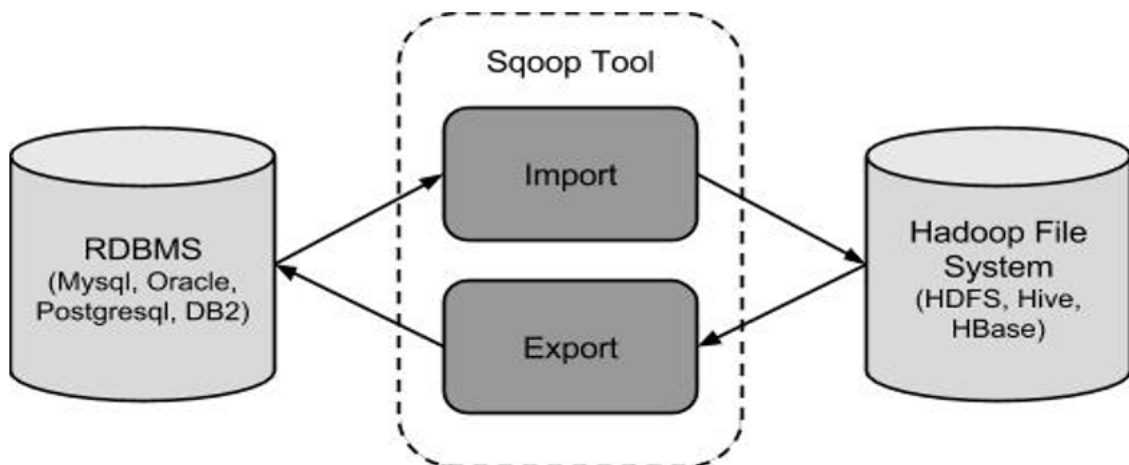 Sqoop Tool
Import
RDBMS
(Mysql, Oracle,
Postgresql, DB2)
Hadoop File
System
(HDFS, Hive,
HBase)
Export